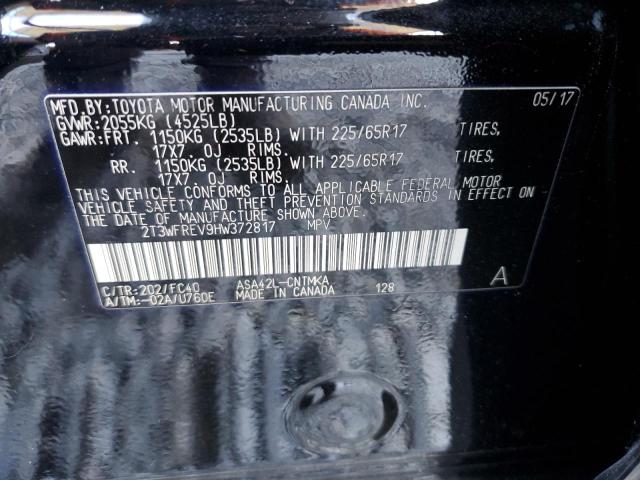 MFD.BY:TOYOTA MOTOR MANUFACTURING CANADA INC. 05/17
GVWR:2055KG (4525LB)
GAWR:FRT. 1150KG (2535LB) WITH 225/65R17 TIRES,
17X7 0J RIMS.
RR. 1150KG (2535LB) WITH 225/65R17 TIRES,
17X7 0J RIMS.
THIS VEHICLE CONFORMS TO ALL APPLICABLE FEDERAL MOTOR
VEHICLE SAFETY AND THEFT PREVENTION STANDARDS IN EFFECT ON
THE DATE OF MANUFACTURE SHOWN ABOVE.
2T3WFREV9HW372817 MPV
C/TR:202/FC40 ASA42L-CNTMKA A
A/TM:-02A/U760E MADE IN CANADA 128